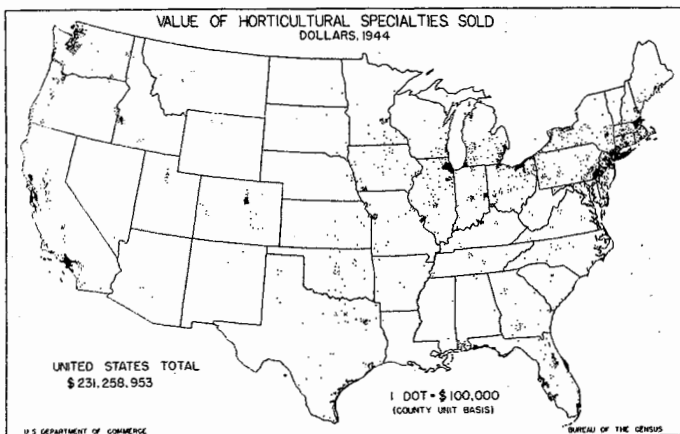 VALUE OF HORTICULTURAL SPECIALTIES SOLD
DOLLARS, 1944
UNITED STATES TOTAL
$ 231,258,953
1 DOT = $100,000
(COUNTY UNIT BASIS)
U S DEPARTMENT OF COMMERCE
BUREAU OF THE CENSUS